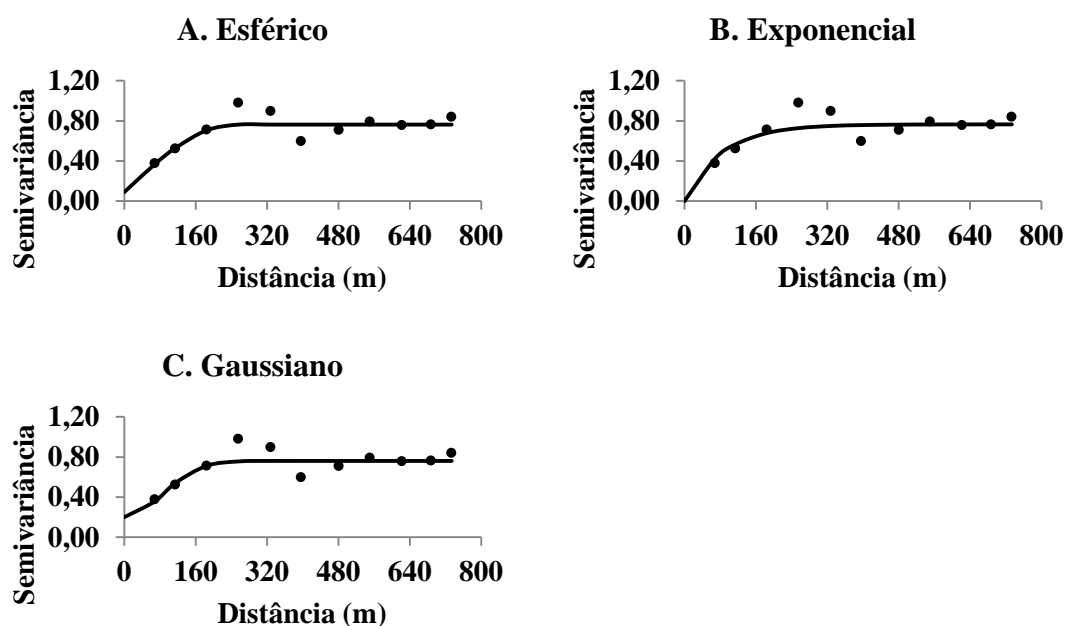 A. Esférico
Semivariância
1,20
0,80
0,40
0,00
0 160 320 480 640 800
Distância (m)
B. Exponencial
Semivariância
1,20
0,80
0,40
0,00
0 160 320 480 640 800
Distância (m)
C. Gaussiano
Semivariância
1,20
0,80
0,40
0,00
0 160 320 480 640 800
Distância (m)